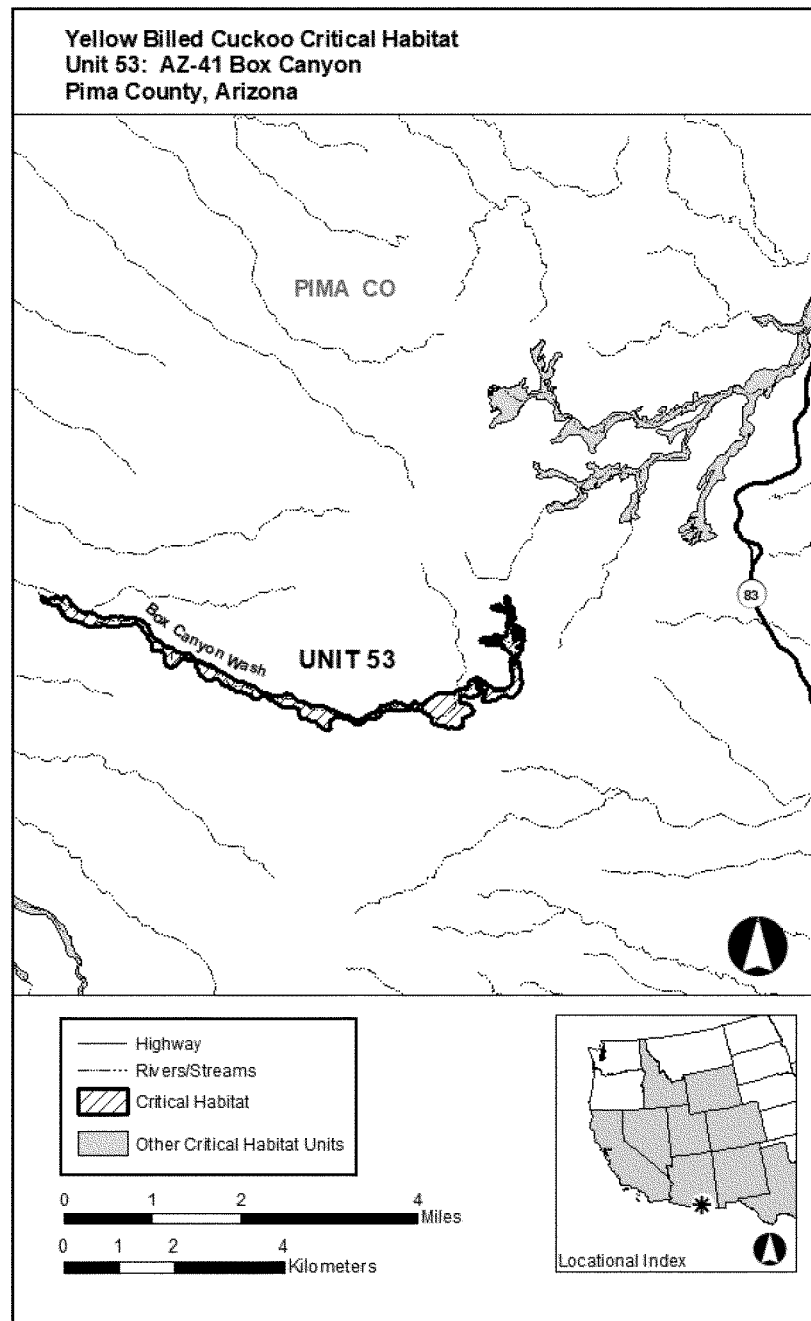 Yellow Billed Cuckoo Critical Habitat
Unit 53: AZ-41 Box Canyon
Pima County, Arizona
PIMA CO
83
Box Canyon Wash
UNIT 53
Highway
Rivers/Streams
Critical Habitat
Other Critical Habitat Units
0 1 2 4
Miles
0 1 2 4
Kilometers
Locational Index